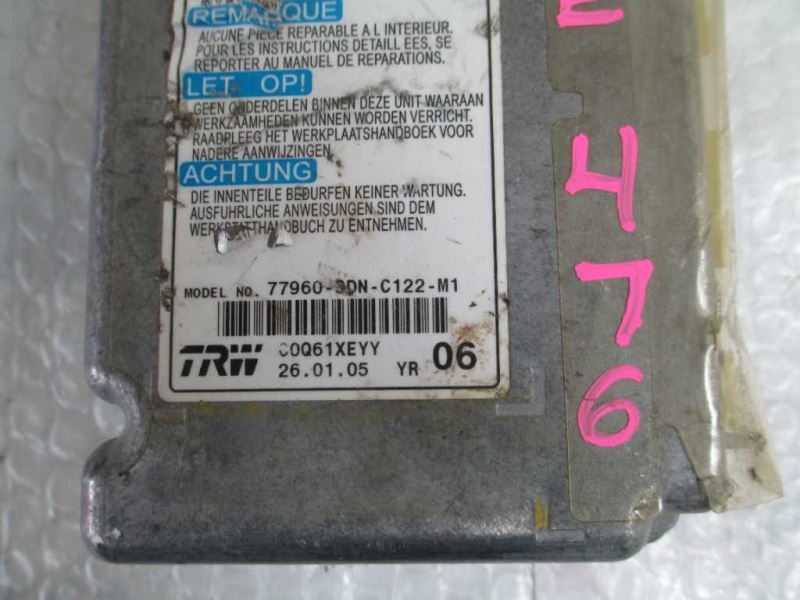 REMARQUE
AUCUNE PIECE REPARABLE A L INTERIEUR.
POUR LES INSTRUCTIONS DETAILL EES, SE
REPORTER AU MANUEL DE REPARATIONS.
LET OP!
GEEN ONDERDELEN BINNEN DEZE UNIT WAARAAN
WERKZAAMHEDEN KUNNEN WORDEN VERRICHT.
RAADPLEEG HET WERKPLAATSHANDBOEK VOOR
NADERE AANWIJZINGEN.
ACHTUNG
DIE INNENTEILE BEDURFEN KEINER WARTUNG.
AUSFUHRLICHE ANWEISUNGEN SIND DEM
WERKSTATTHANDBUCH ZU ENTNEHMEN.
MODEL NO. 77960-3DN-C122-M1
TRW C0Q61XEYY
26.01.05 YR 06
E 476